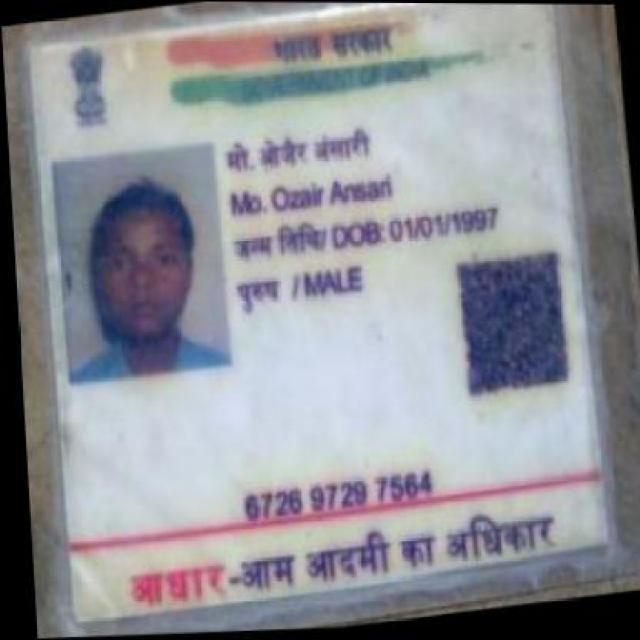 भारत सरकार
GOVERNMENT OF INDIA
मो. ओजैर अंसारी
Mo. Ozair Ansari
जन्म तिथि/ DOB: 01/01/1997
पुरुष / MALE
6726 9729 7564
आधार-आम आदमी का अधिकार